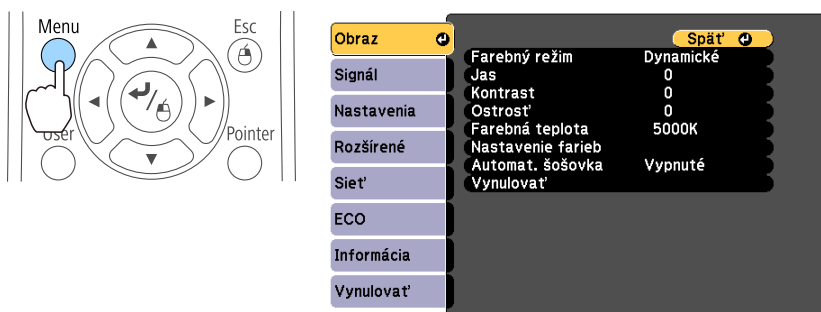 Menu
Esc
User
Pointer
Obraz
Signál
Nastavenia
Rozšírené
Sieť
ECO
Informácia
Vynulovať
Späť
Farebný režim Dynamické
Jas 0
Kontrast 0
Ostrosť 0
Farebná teplota 5000K
Nastavenie farieb
Automat. šošovka Vypnuté
Vynulovať